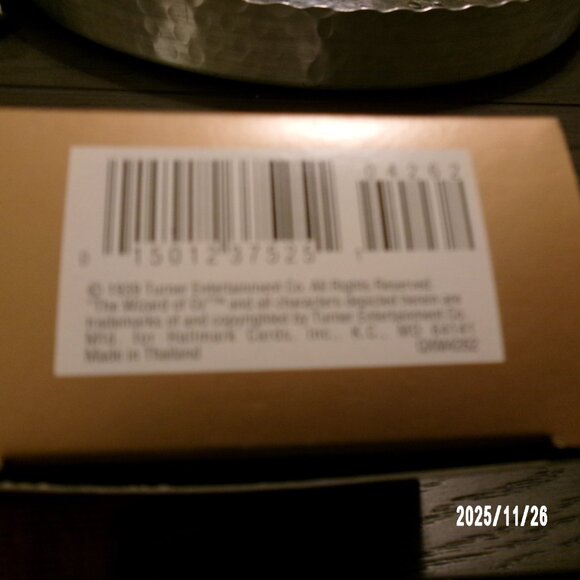 04262
0 15012 37525 1
© 1939 Turner Entertainment Co. All Rights Reserved.
"The Wizard of Oz"™ and all characters depicted herein are
trademarks of and copyrighted by Turner Entertainment Co.
Mfd. for Hallmark Cards, Inc., K.C., MO 64141
Made in Thailand
2025/11/26